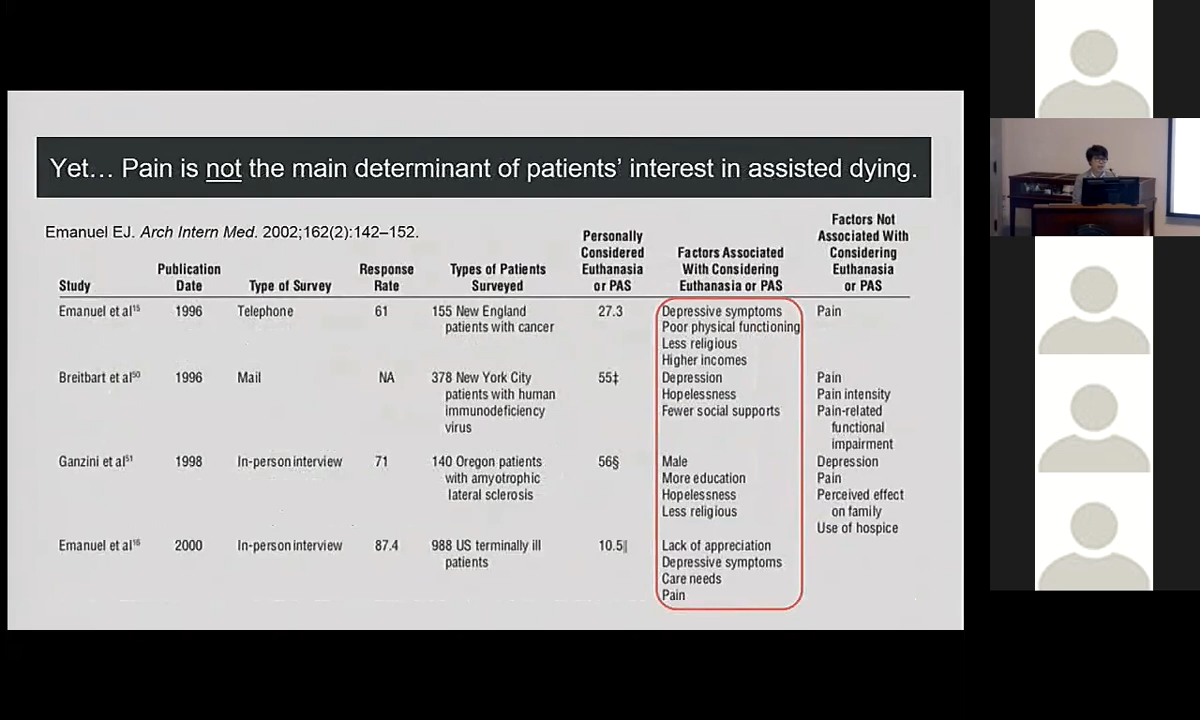 Yet… Pain is not the main determinant of patients’ interest in assisted dying.
Emanuel EJ. Arch Intern Med. 2002;162(2):142–152.
Study
Publication
Date
Type of Survey
Response
Rate
Types of Patients
Surveyed
Personally
Considered
Euthanasia
or PAS
Factors Associated
With Considering
Euthanasia or PAS
Factors Not
Associated With
Considering
Euthanasia
or PAS
Emanuel et al¹⁵ 1996 Telephone 61 155 New England 27.3 Depressive symptoms Pain
patients with cancer Poor physical functioning
Less religious
Higher incomes
Breitbart et al⁵⁰ 1996 Mail NA 378 New York City 55‡ Depression Pain
patients with human Hopelessness Pain intensity
immunodeficiency Fewer social supports Pain-related
virus functional
impairment
Ganzini et al⁵¹ 1998 In-person interview 71 140 Oregon patients 56§ Male Depression
with amyotrophic More education Pain
lateral sclerosis Hopelessness Perceived effect
Less religious on family
Use of hospice
Emanuel et al¹⁶ 2000 In-person interview 87.4 988 US terminally ill 10.5‖ Lack of appreciation
patients Depressive symptoms
Care needs
Pain